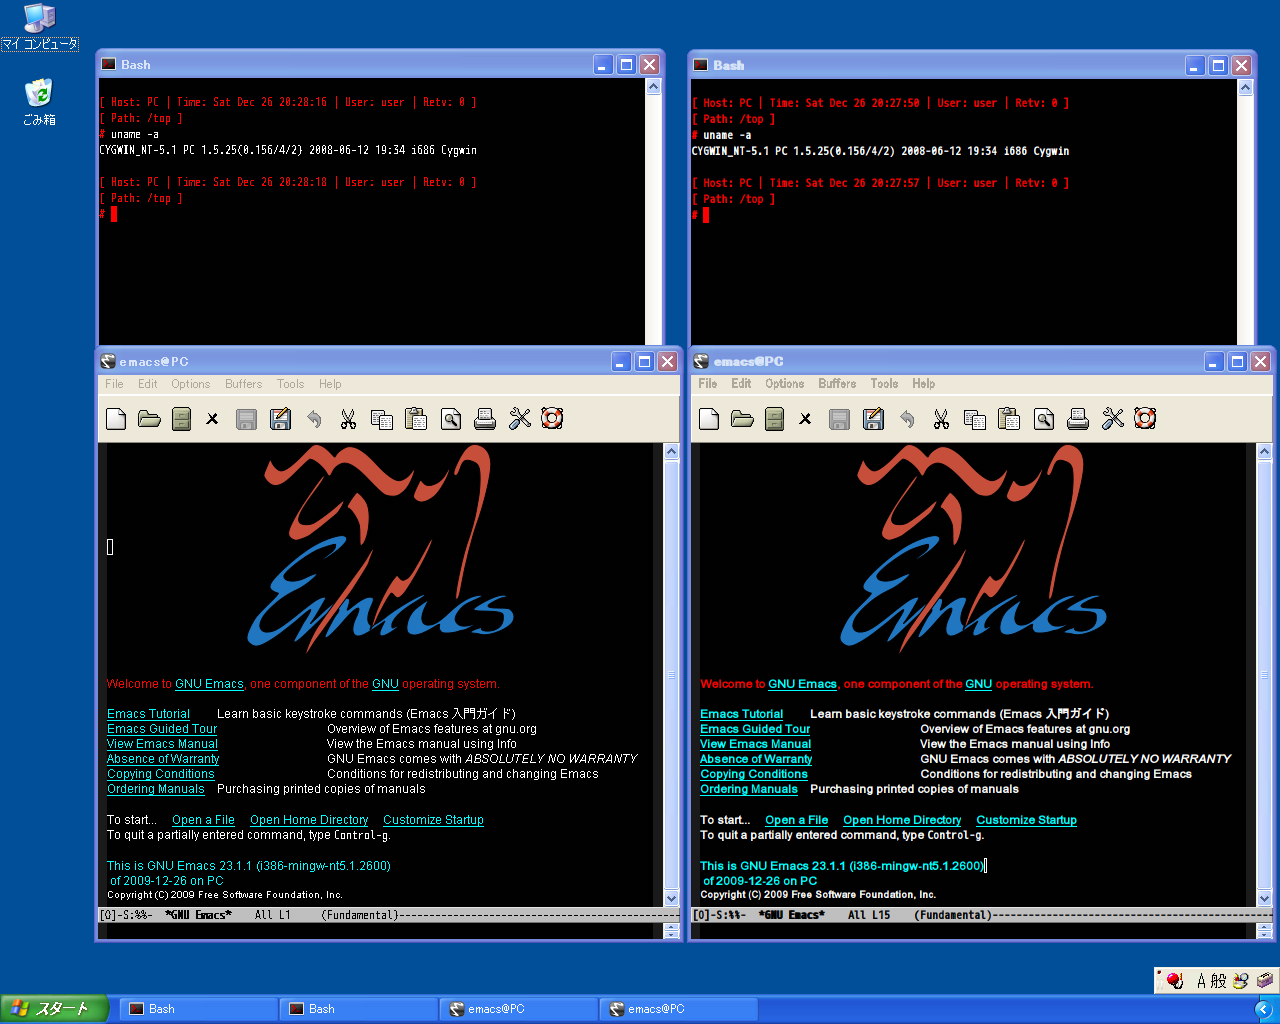 マイ コンピュータ
ごみ箱
Bash
[ Host: PC | Time: Sat Dec 26 20:28:16 | User: user | Retv: 0 ]
[ Path: /top ]
# uname -a
CYGWIN_NT-5.1 PC 1.5.25(0.156/4/2) 2008-06-12 19:34 i686 Cygwin
[ Host: PC | Time: Sat Dec 26 20:28:18 | User: user | Retv: 0 ]
[ Path: /top ]
#
Bash
[ Host: PC | Time: Sat Dec 26 20:27:50 | User: user | Retv: 0 ]
[ Path: /top ]
# uname -a
CYGWIN_NT-5.1 PC 1.5.25(0.156/4/2) 2008-06-12 19:34 i686 Cygwin
[ Host: PC | Time: Sat Dec 26 20:27:57 | User: user | Retv: 0 ]
[ Path: /top ]
#
emacs@PC
File Edit Options Buffers Tools Help
Emacs
Welcome to GNU Emacs, one component of the GNU operating system.
Emacs Tutorial Learn basic keystroke commands (Emacs 入門ガイド)
Emacs Guided Tour Overview of Emacs features at gnu.org
View Emacs Manual View the Emacs manual using Info
Absence of Warranty GNU Emacs comes with ABSOLUTELY NO WARRANTY
Copying Conditions Conditions for redistributing and changing Emacs
Ordering Manuals Purchasing printed copies of manuals
To start... Open a File Open Home Directory Customize Startup
To quit a partially entered command, type Control-g.
This is GNU Emacs 23.1.1 (i386-mingw-nt5.1.2600)
of 2009-12-26 on PC
Copyright (C) 2009 Free Software Foundation, Inc.
[O]-S:%%- *GNU Emacs* All L1 (Fundamental)
emacs@PC
File Edit Options Buffers Tools Help
Emacs
Welcome to GNU Emacs, one component of the GNU operating system.
Emacs Tutorial Learn basic keystroke commands (Emacs 入門ガイド)
Emacs Guided Tour Overview of Emacs features at gnu.org
View Emacs Manual View the Emacs manual using Info
Absence of Warranty GNU Emacs comes with ABSOLUTELY NO WARRANTY
Copying Conditions Conditions for redistributing and changing Emacs
Ordering Manuals Purchasing printed copies of manuals
To start... Open a File Open Home Directory Customize Startup
To quit a partially entered command, type Control-g.
This is GNU Emacs 23.1.1 (i386-mingw-nt5.1.2600)
of 2009-12-26 on PC
Copyright (C) 2009 Free Software Foundation, Inc.
[O]-S:%%- *GNU Emacs* All L15 (Fundamental)
A 般
スタート Bash Bash emacs@PC emacs@PC